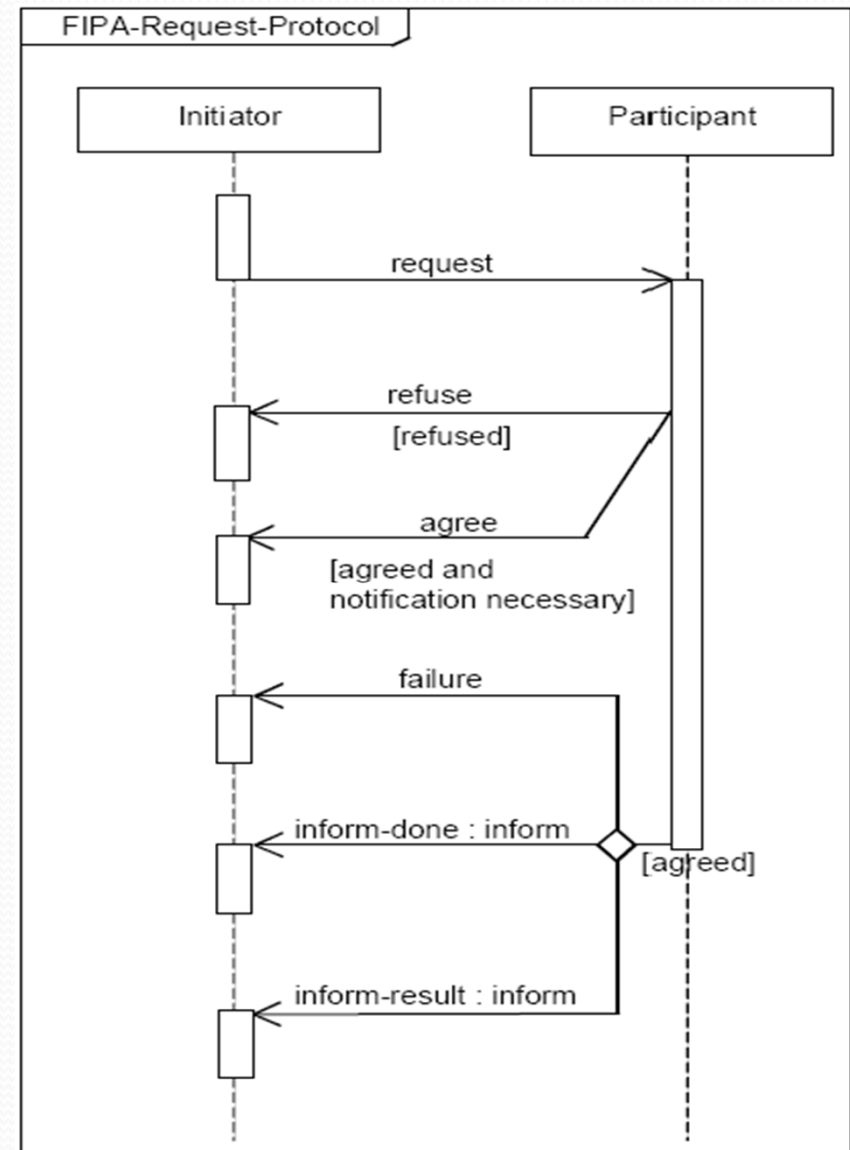 FIPA-Request-Protocol
Initiator
Participant
request
refuse
[refused]
agree
[agreed and
notification necessary]
failure
inform-done : inform
[agreed]
inform-result : inform